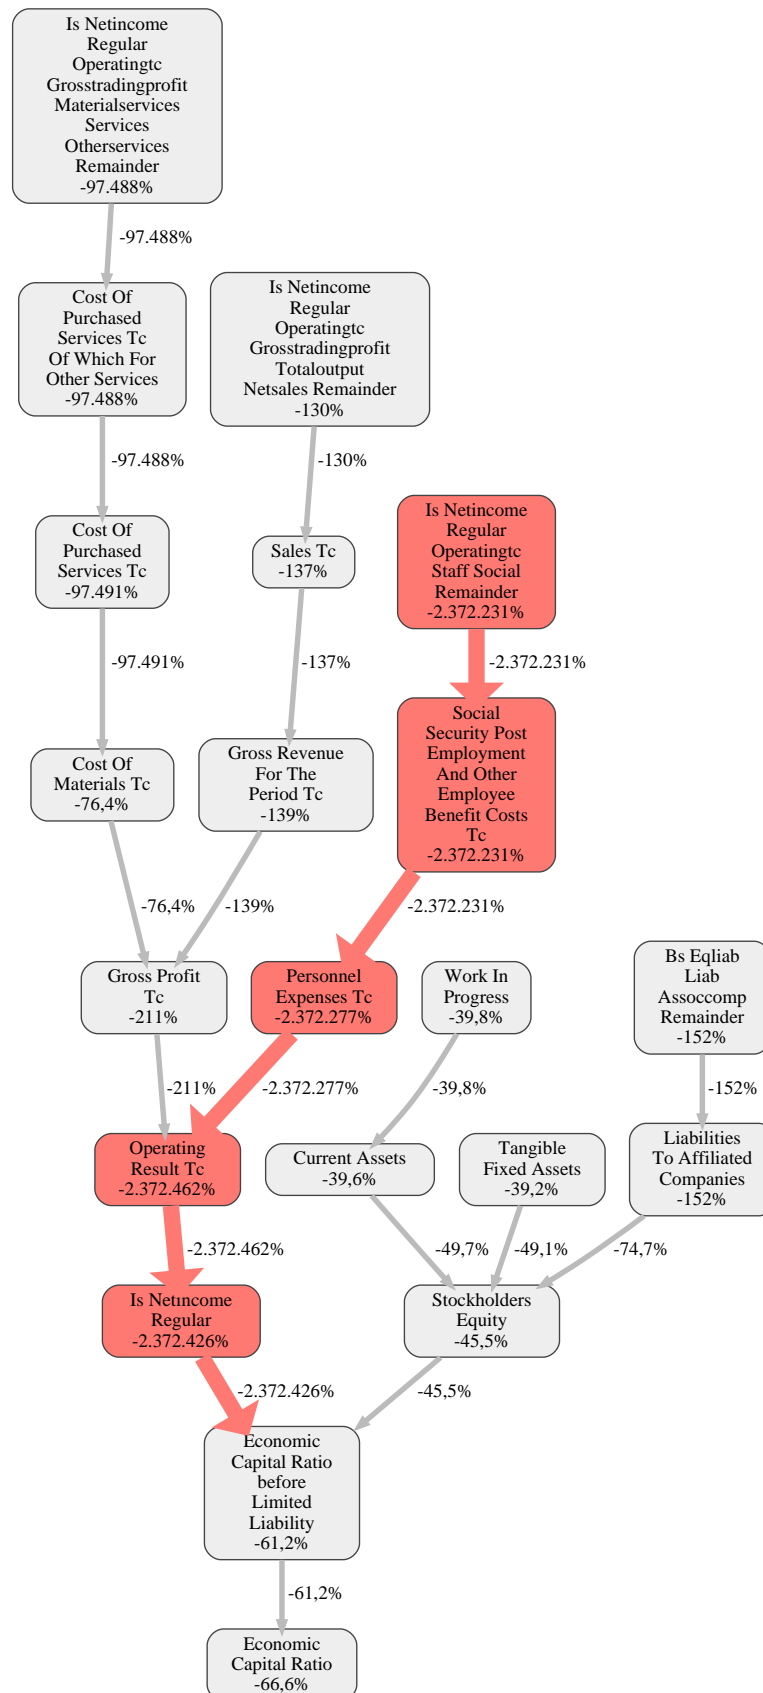 Is Netincome
Regular
Operatingtc
Grosstradingprofit
Materialservices
Services
Otherservices
Remainder
-97.488%
-97.488%
Cost Of
Purchased
Services Tc
Of Which For
Other Services
-97.488%
Is Netincome
Regular
Operatingtc
Grosstradingprofit
Totaloutput
Netsales Remainder
-130%
-97.488%
-130%
Cost Of
Purchased
Services Tc
-97.491%
Sales Tc
-137%
Is Netincome
Regular
Operatingtc
Staff Social
Remainder
-2.372.231%
-97.491%
-137%
-2.372.231%
Cost Of
Materials Tc
-76,4%
Gross Revenue
For The
Period Tc
-139%
Social
Security Post
Employment
And Other
Employee
Benefit Costs
Tc
-2.372.231%
-76,4%
-139%
-2.372.231%
Gross Profit
Tc
-211%
Personnel
Expenses Tc
-2.372.277%
Work In
Progress
-39,8%
Bs Eqliab
Liab
Assoccomp
Remainder
-152%
-211%
-2.372.277%
-39,8%
-152%
Operating
Result Tc
-2.372.462%
Current Assets
-39,6%
Tangible
Fixed Assets
-39,2%
Liabilities
To Affiliated
Companies
-152%
-2.372.462%
-49,7%
-49,1%
-74,7%
Is Netincome
Regular
-2.372.426%
Stockholders
Equity
-45,5%
-2.372.426%
-45,5%
Economic
Capital Ratio
before
Limited
Liability
-61,2%
-61,2%
Economic
Capital Ratio
-66,6%